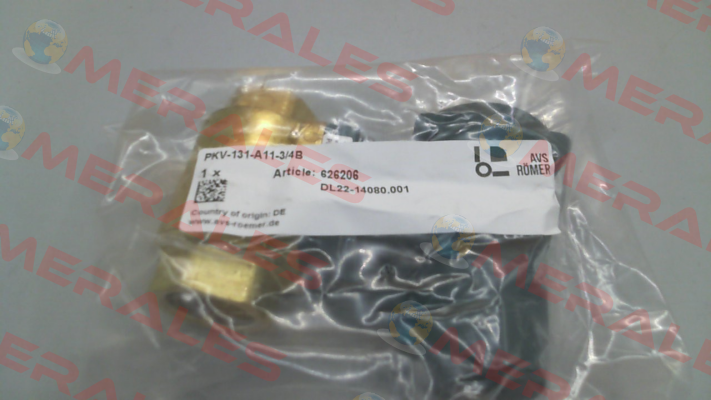 PKV-131-A11-3/4B
1 x Article: 626206
DL22-14080.001
AVS
RÖMER
Country of origin: DE
www.avs-roemer.de
MERALES
MERALES
MERALES
MERALES
MERALES